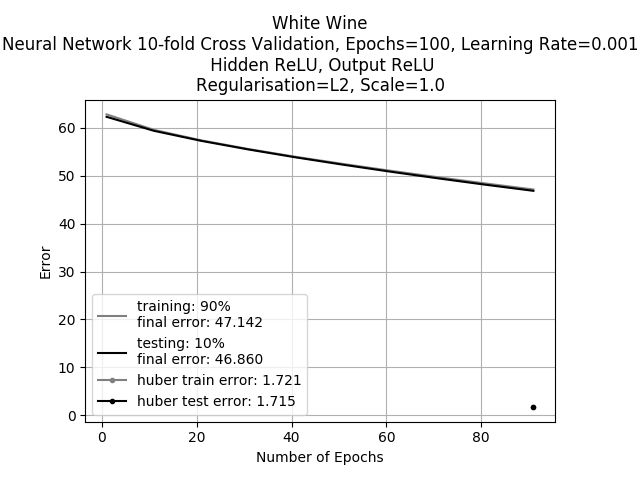 White Wine
Neural Network 10-fold Cross Validation, Epochs=100, Learning Rate=0.001
Hidden ReLU, Output ReLU
Regularisation=L2, Scale=1.0
60
50
40
30
20
10
0
Error
training: 90%
final error: 47.142
testing: 10%
final error: 46.860
huber train error: 1.721
huber test error: 1.715
0 20 40 60 80
Number of Epochs